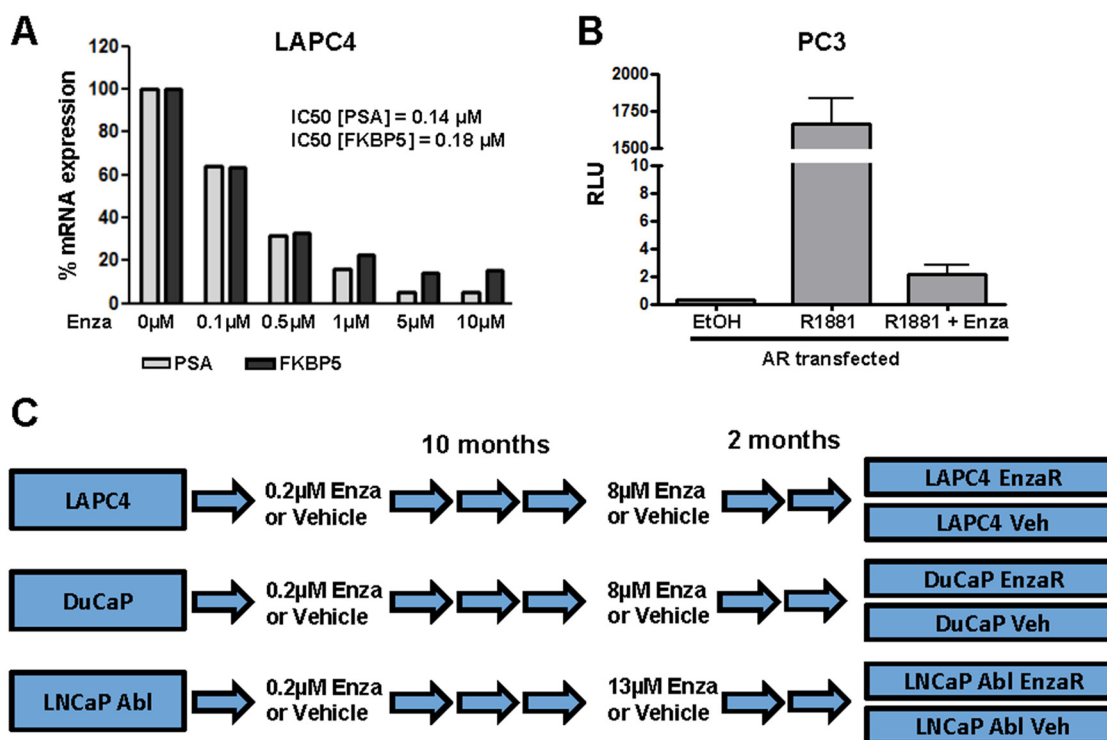 A
LAPC4
% mRNA expression
120
100
80
60
40
20
0
IC50 [PSA] = 0.14 µM
IC50 [FKBP5] = 0.18 µM
Enza 0µM 0.1µM 0.5µM 1µM 5µM 10µM
PSA FKBP5
B
PC3
RLU
2000
1750
1500
10
8
6
4
2
0
EtOH R1881 R1881 + Enza
AR transfected
C
10 months 2 months
LAPC4
0.2µM Enza
or Vehicle
8µM Enza
or Vehicle
LAPC4 EnzaR
LAPC4 Veh
DuCaP
0.2µM Enza
or Vehicle
8µM Enza
or Vehicle
DuCaP EnzaR
DuCaP Veh
LNCaP Abl
0.2µM Enza
or Vehicle
13µM Enza
or Vehicle
LNCaP Abl EnzaR
LNCaP Abl Veh